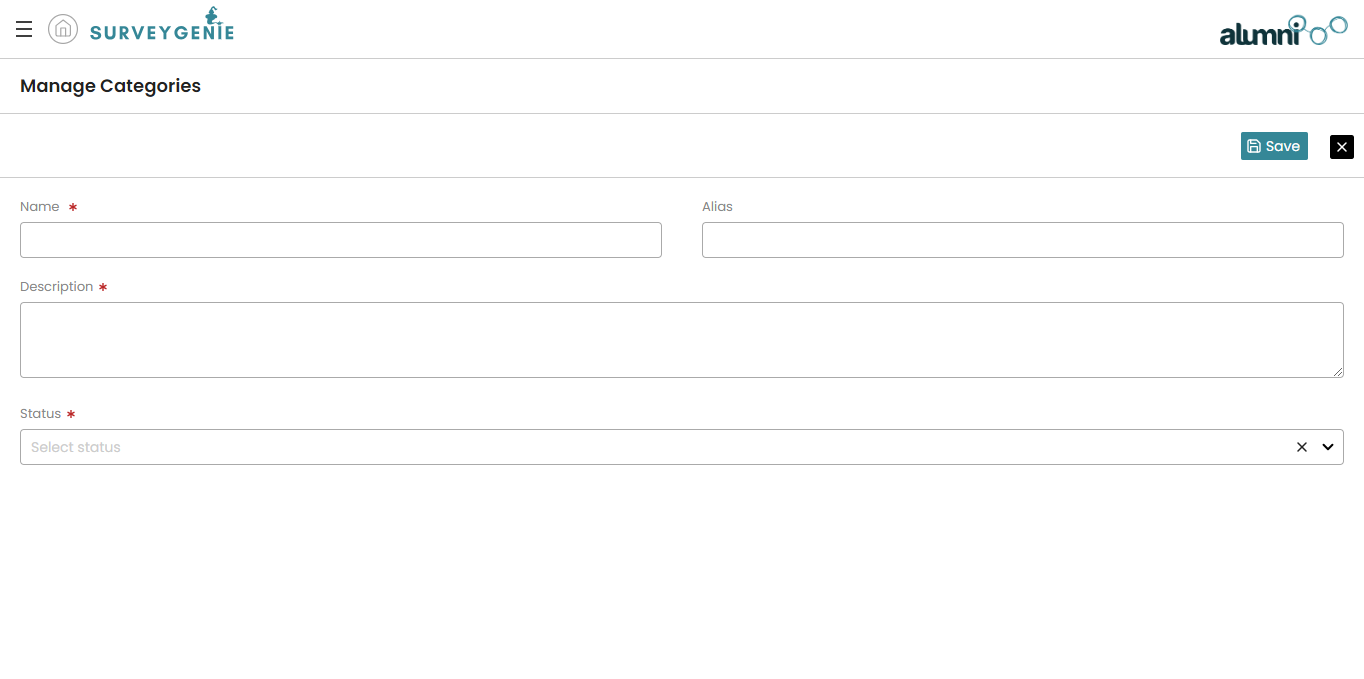 SURVEYGENIE
alumni
Manage Categories
Save
Name *
Alias
Description *
Status *
Select status